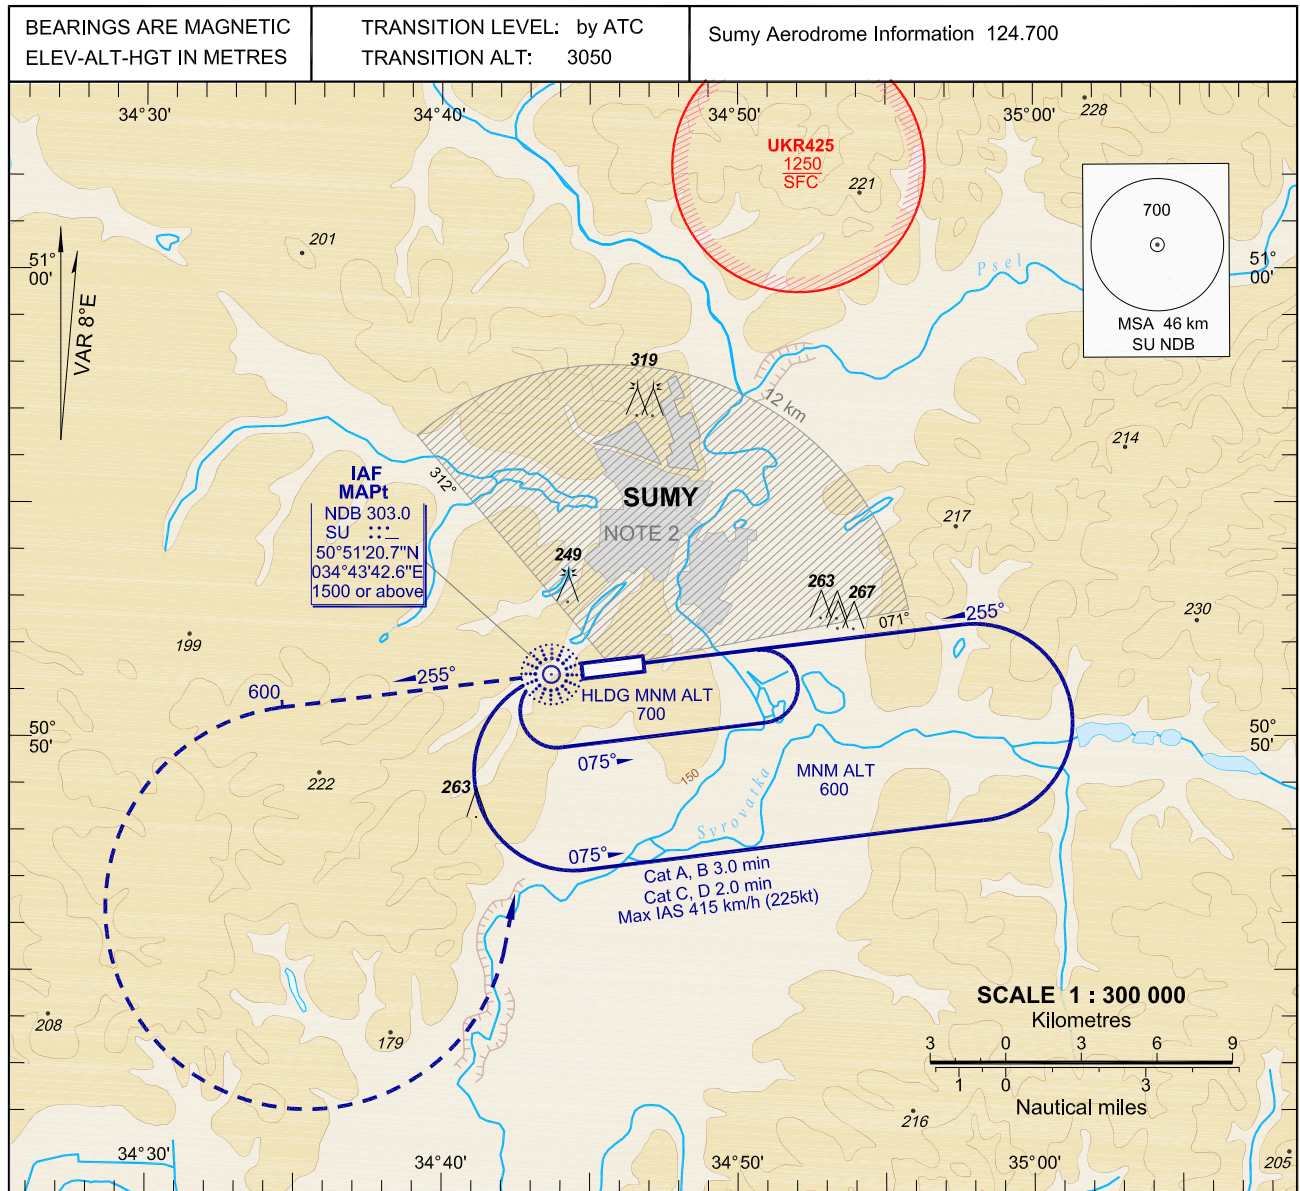 BEARINGS ARE MAGNETIC
ELEV-ALT-HGT IN METRES
TRANSITION LEVEL: by ATC
TRANSITION ALT: 3050
Sumy Aerodrome Information 124.700
34°30'
34°40'
34°50'
35°00'
228
UKR425
1250
SFC
221
700
MSA 46 km
SU NDB
201
51°
00'
51°
00'
VAR 8°E
Psel
319
12 km
214
312°
IAF
MAPt
NDB 303.0
SU
50°51'20.7"N
034°43'42.6"E
1500 or above
SUMY
NOTE 2
217
249
263
267
071°
255°
230
199
600
255°
HLDG MNM ALT
700
075°
50°
50'
50°
50'
222
263
150
Syrovatka
MNM ALT
600
075°
Cat A, B 3.0 min
Cat C, D 2.0 min
Max IAS 415 km/h (225kt)
208
179
SCALE 1 : 300 000
Kilometres
3 0 3 6 9
1 0 3
Nautical miles
216
205
34°30'
34°40'
34°50'
35°00'